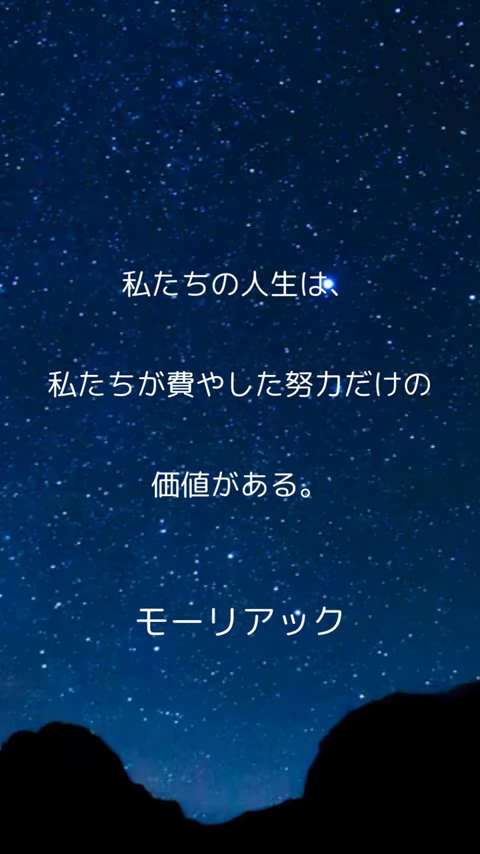 私たちの人生は、
私たちが費やした努力だけの
価値がある。
モーリアック